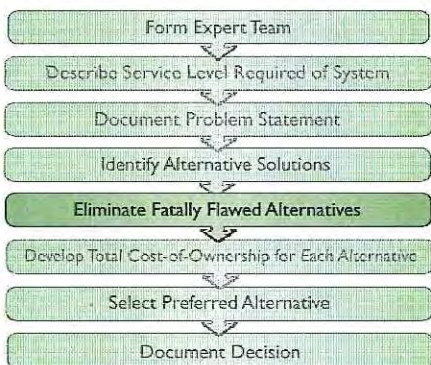 Form Expert Team
Describe Service Level Required of System
Document Problem Statement
Identify Alternative Solutions
Eliminate Fatally Flawed Alternatives
Develop Total Cost-of-Ownership for Each Alternative
Select Preferred Alternative
Document Decision